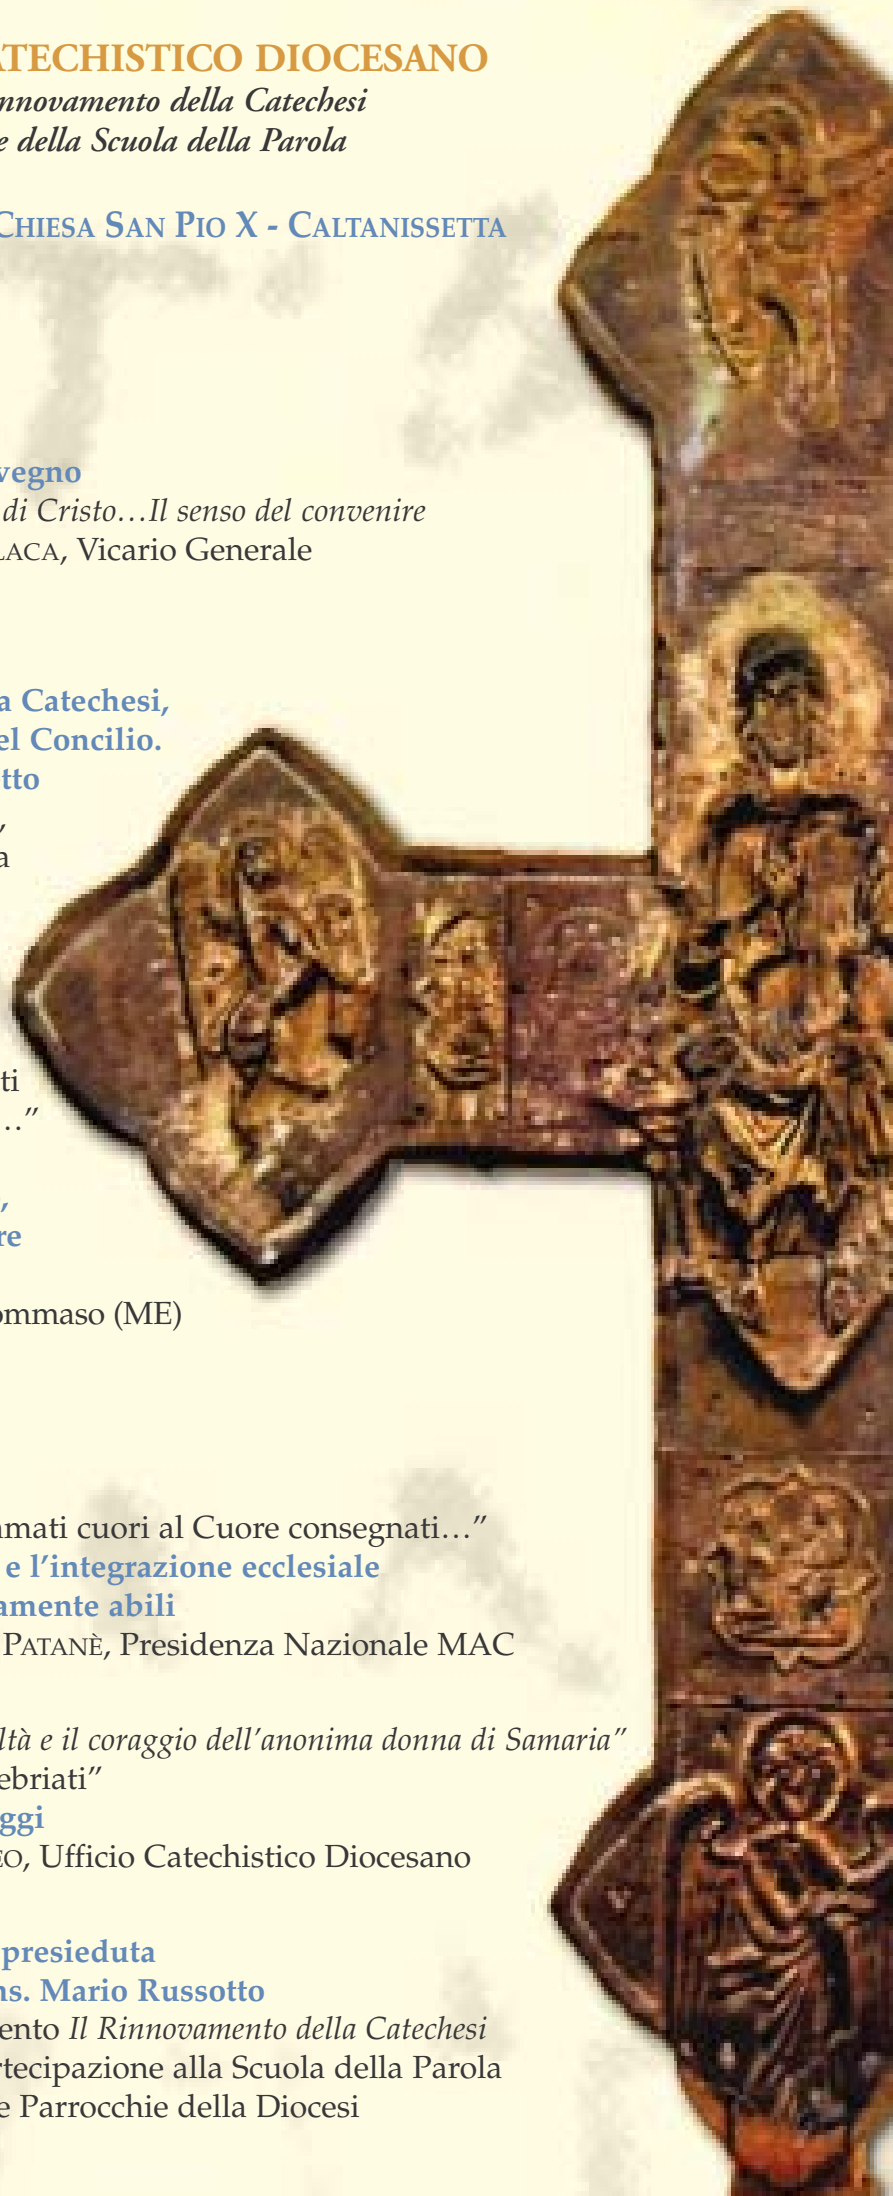 ATECHISTICO DIOCESANO
innovamento della Catechesi
e della Scuola della Parola
CHIESA SAN PIO X - CALTANISSETTA
vegno
di Cristo…Il senso del convenire
LACA, Vicario Generale
a Catechesi,
el Concilio.
tto
,
a
ti
…”
,
re
ommaso (ME)
mati cuori al Cuore consegnati…”
e l’integrazione ecclesiale
amente abili
PATANÈ, Presidenza Nazionale MAC
ltà e il coraggio dell’anonima donna di Samaria”
ebriati”
ggi
EO, Ufficio Catechistico Diocesano
presieduta
ns. Mario Russotto
ento Il Rinnovamento della Catechesi
rtecipazione alla Scuola della Parola
e Parrocchie della Diocesi